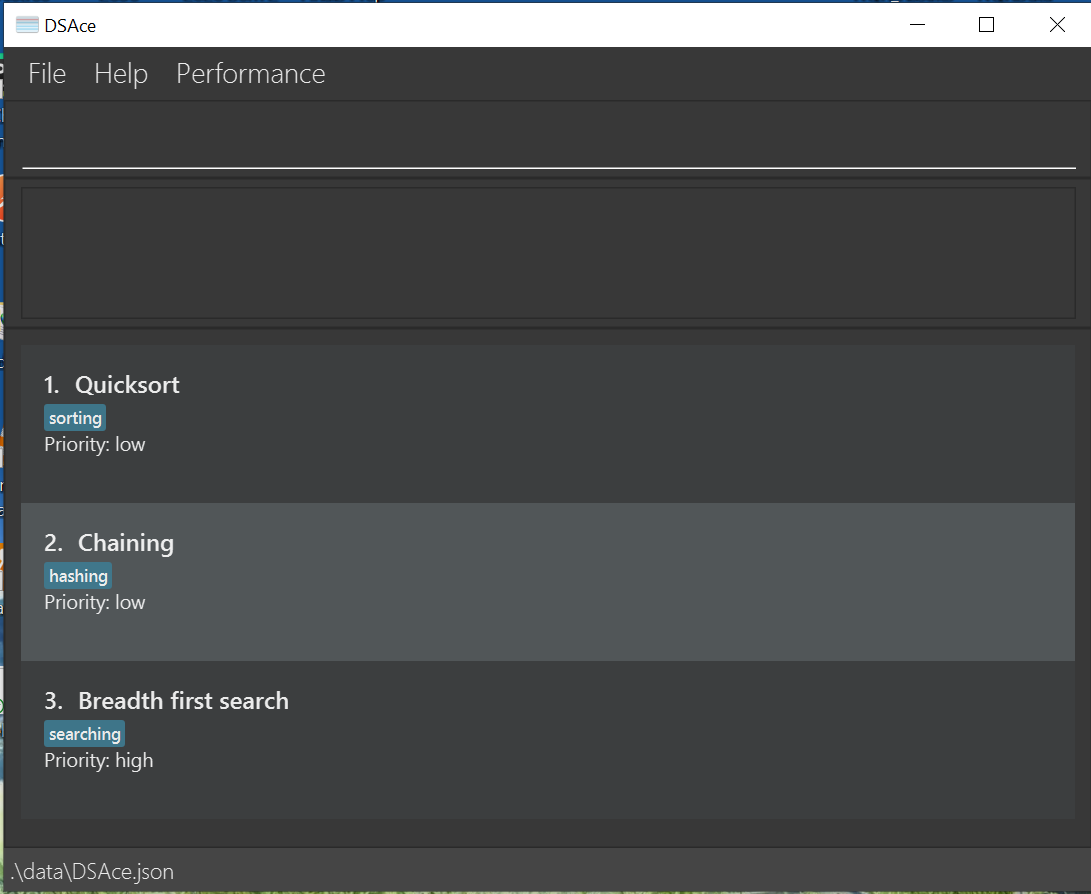 DSAce
File Help Performance
1. Quicksort
sorting
Priority: low
2. Chaining
hashing
Priority: low
3. Breadth first search
searching
Priority: high
.\data\DSAce.json